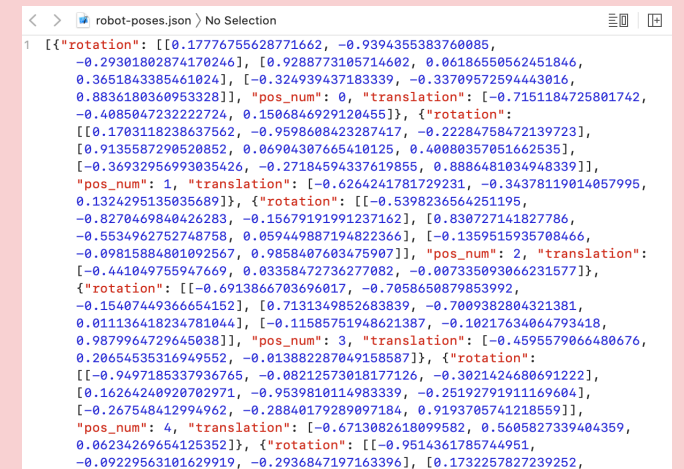 robot-poses.json > No Selection
1 [{"rotation": [[0.17776755628771662, -0.9394355383760085,
-0.29301802874170246], [0.9288773105714602, 0.06186550562451846,
0.3651843385461024], [-0.324939437183339, -0.33709572594443016,
0.8836180360953328]], "pos_num": 0, "translation": [-0.7151184725801742,
-0.4085047232222724, 0.1506846929120455]}, {"rotation":
[[0.1703118238637562, -0.9598608423287417, -0.22284758472139723],
[0.9135587290520852, 0.06904307665410125, 0.40080357051662535],
[-0.36932956993035426, -0.27184594337619855, 0.8886481034948339]],
"pos_num": 1, "translation": [-0.6264241781729231, -0.34378119014057995,
0.1324295135035689]}, {"rotation": [[-0.5398236564251195,
-0.8270469840426283, -0.15679191991237162], [0.830727141827786,
-0.5534962752748758, 0.059449887194822366], [-0.1359515935708466,
-0.09815884801092567, 0.9858407603475907]], "pos_num": 2, "translation":
[-0.441049755947669, 0.03358472736277082, -0.007335093066231577]},
{"rotation": [[-0.6913866703696017, -0.7058650879853992,
-0.15407449366654152], [0.7131349852683839, -0.7009382804321381,
0.011136418234781044], [-0.11585751948621387, -0.10217634064793418,
0.9879964729645038]], "pos_num": 3, "translation": [-0.4595579066480676,
0.20654535316949552, -0.013882287049158587]}, {"rotation":
[[-0.9497185337936765, -0.08212573018177126, -0.3021424680691222],
[0.16264240920702971, -0.9539810114983339, -0.25192791911169604],
[-0.267548412994962, -0.28840179289097184, 0.9193705741218559]],
"pos_num": 4, "translation": [-0.6713082618099582, 0.5605827339404359,
0.06234269654125352]}, {"rotation": [[-0.9514361785744951,
-0.09229563101629919, -0.2936847197163396], [0.1732257827239252,